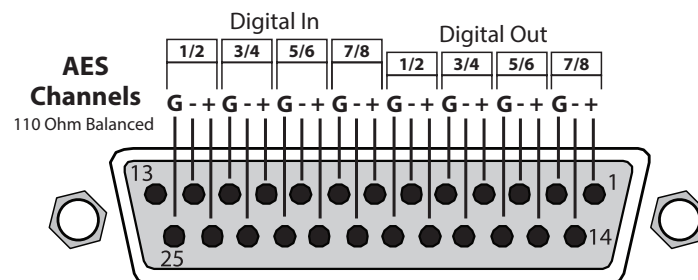 Digital In
Digital Out
1/2 3/4 5/6 7/8 1/2 3/4 5/6 7/8
AES
Channels
110 Ohm Balanced
G - + G - + G - + G - + G - + G - + G - + G - +
13 1
25 14